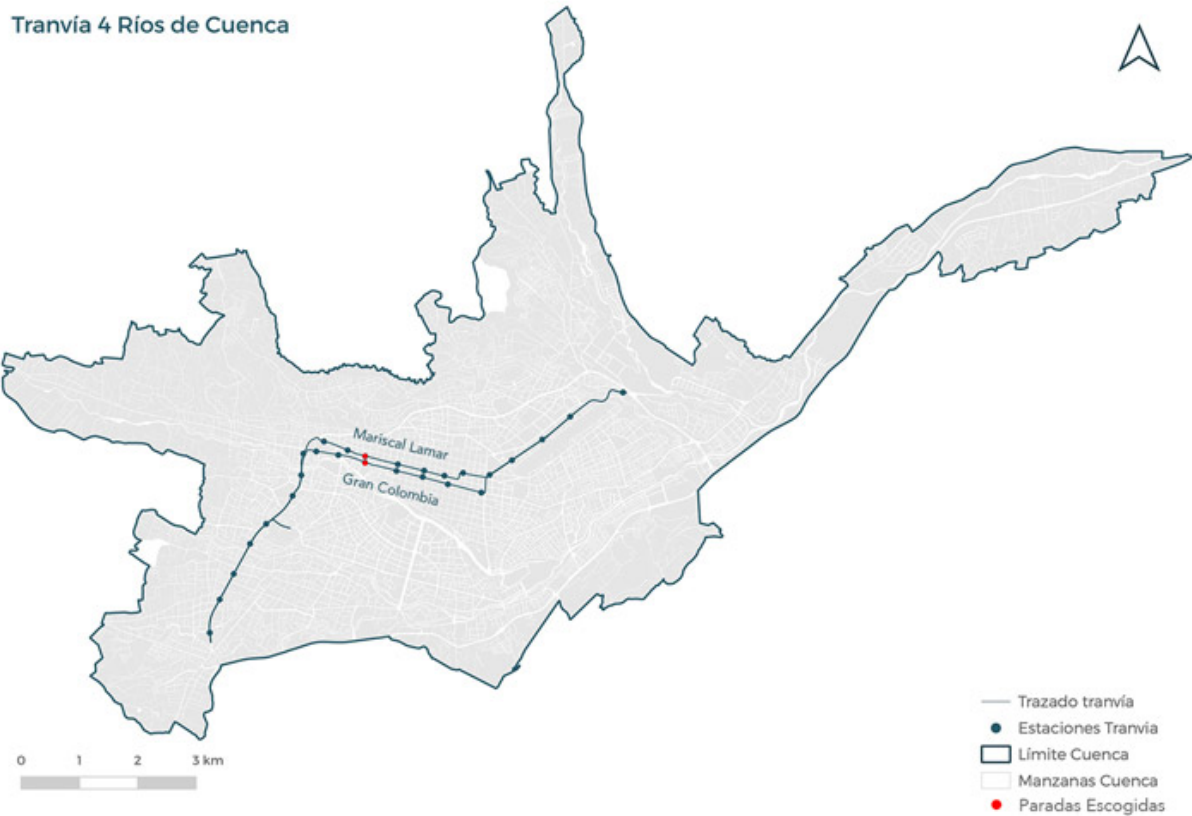 Tranvía 4 Ríos de Cuenca
Mariscal Lamar
Gran Colombia
0 1 2 3 km
Trazado tranvía
Estaciones Tranvia
Límite Cuenca
Manzanas Cuenca
Paradas Escogidas